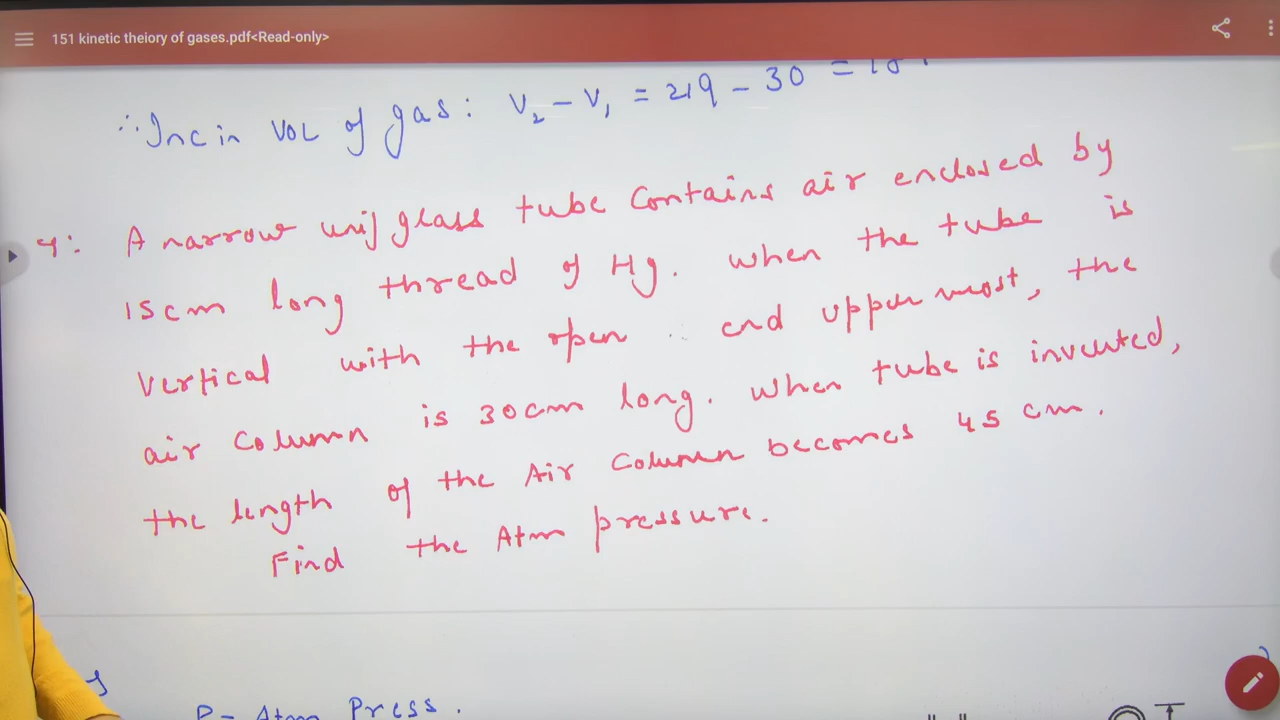 151 kinetic theiory of gases.pdf<Read-only>
∴ Inc in VOL of gas: V₂ - V₁ = 219 - 30 =
4: A narrow unif glass tube contains air enclosed by
15cm long thread of Hg. When the tube is
vertical with the open end upper most, the
air column is 30cm long. When tube is inverted,
the length of the Air Column becomes 45 cm.
Find the Atm pressure.
P = Atm Press.